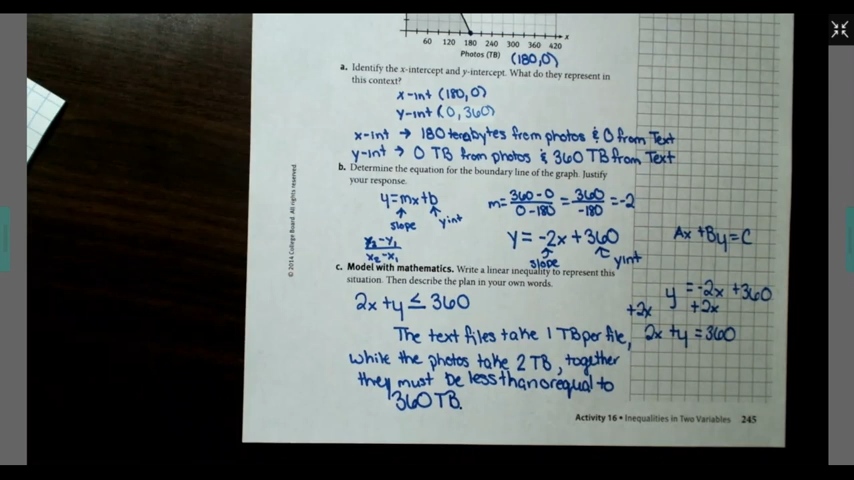 x
60 120 180 240 300 360 420
Photos (TB)
(180,0)
a. Identify the x-intercept and y-intercept. What do they represent in
this context?
x-int (180,0)
y-int (0,360)
x-int → 180 terabytes from photos & 0 from Text
y-int → 0 TB from photos & 360 TB from Text
b. Determine the equation for the boundary line of the graph. Justify
your response.
y=mx+b
slope
yint
y₂-y₁
x₂-x₁
m= 360-0 / 0-180 = 360 / -180 = -2
y = -2x +360
slope
yint
Ax +By=C
y = -2x +360
+2x +2x
2x +y = 360
c. Model with mathematics. Write a linear inequality to represent this
situation. Then describe the plan in your own words.
2x +y ≤ 360
The text files take 1 TB per file,
while the photos take 2 TB, together
they must be less than or equal to
360 TB.
Activity 16 • Inequalities in Two Variables 245
© 2014 College Board. All rights reserved.